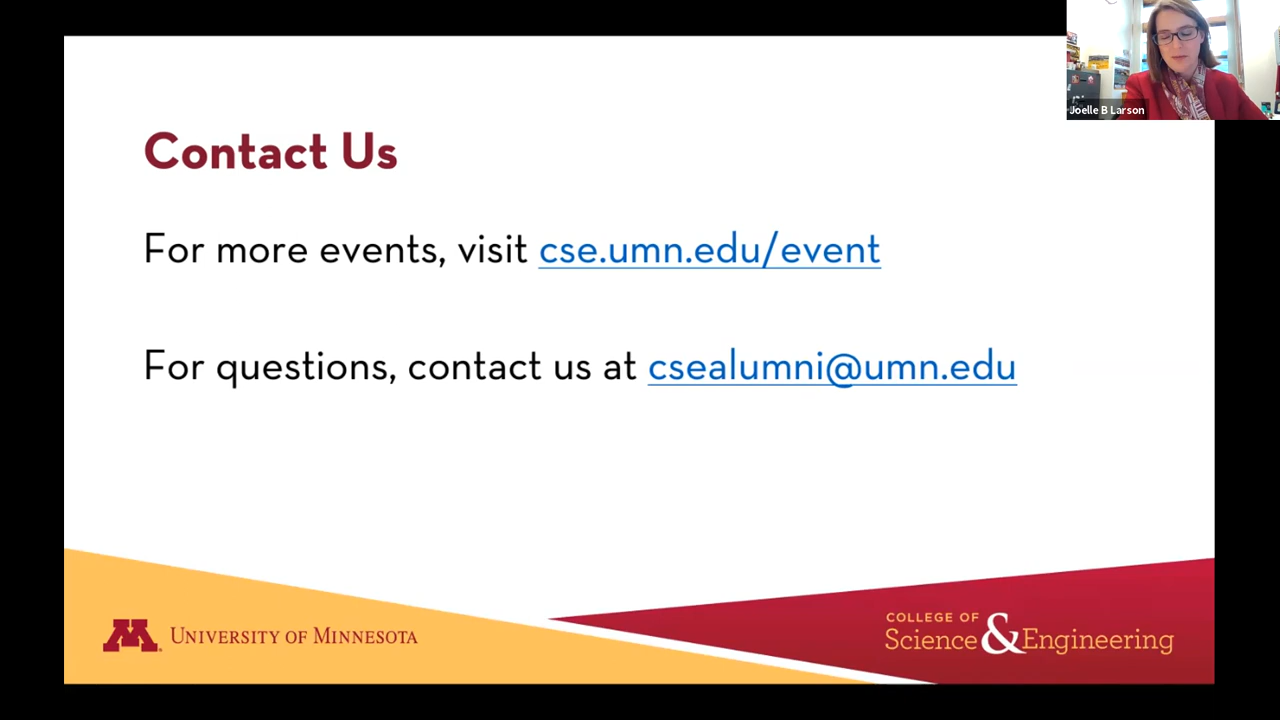 Contact Us
For more events, visit cse.umn.edu/event
For questions, contact us at csealumni@umn.edu
Joelle B Larson
M
UNIVERSITY OF MINNESOTA
COLLEGE OF
Science & Engineering